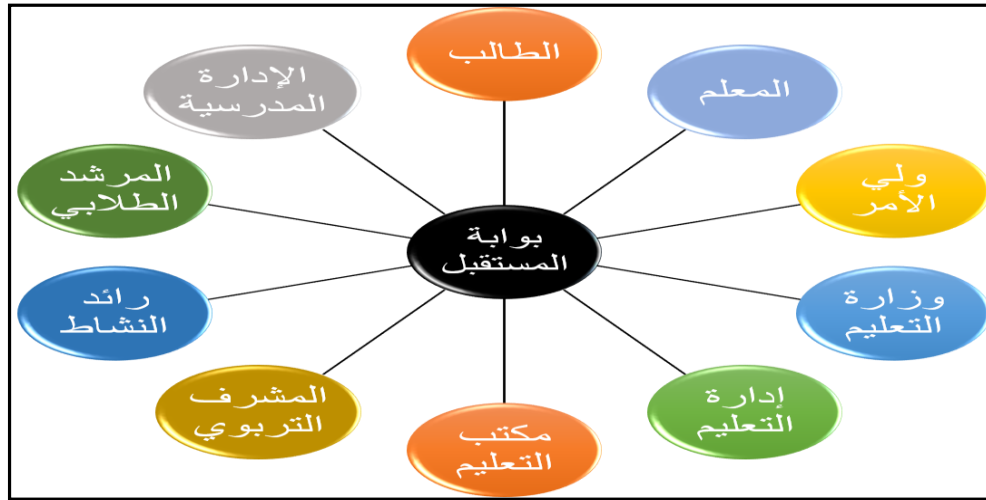 الطالب
المعلم
ولي
الأمر
وزارة
التعليم
إدارة
التعليم
مكتب
التعليم
المشرف
التربوي
رائد
النشاط
المرشد
الطلابي
الإدارة
المدرسية
بوابة
المستقبل